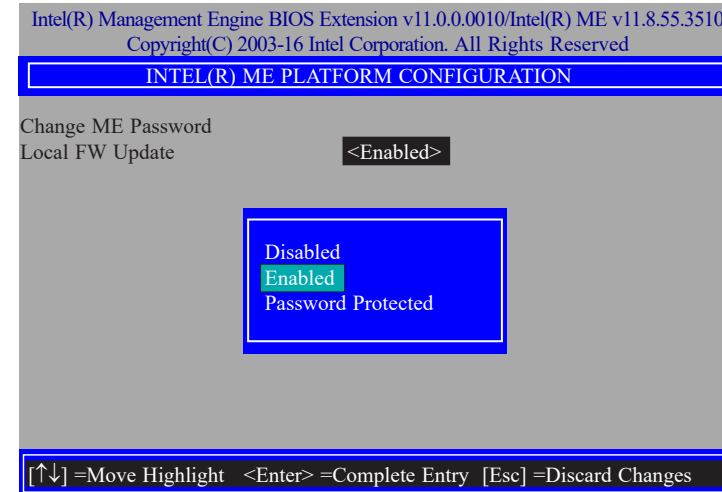 Intel(R) Management Engine BIOS Extension v11.0.0.0010/Intel(R) ME v11.8.55.3510
Copyright(C) 2003-16 Intel Corporation. All Rights Reserved
INTEL(R) ME PLATFORM CONFIGURATION
Change ME Password
Local FW Update <Enabled>
Disabled
Enabled
Password Protected
[↑↓] =Move Highlight <Enter> =Complete Entry [Esc] =Discard Changes